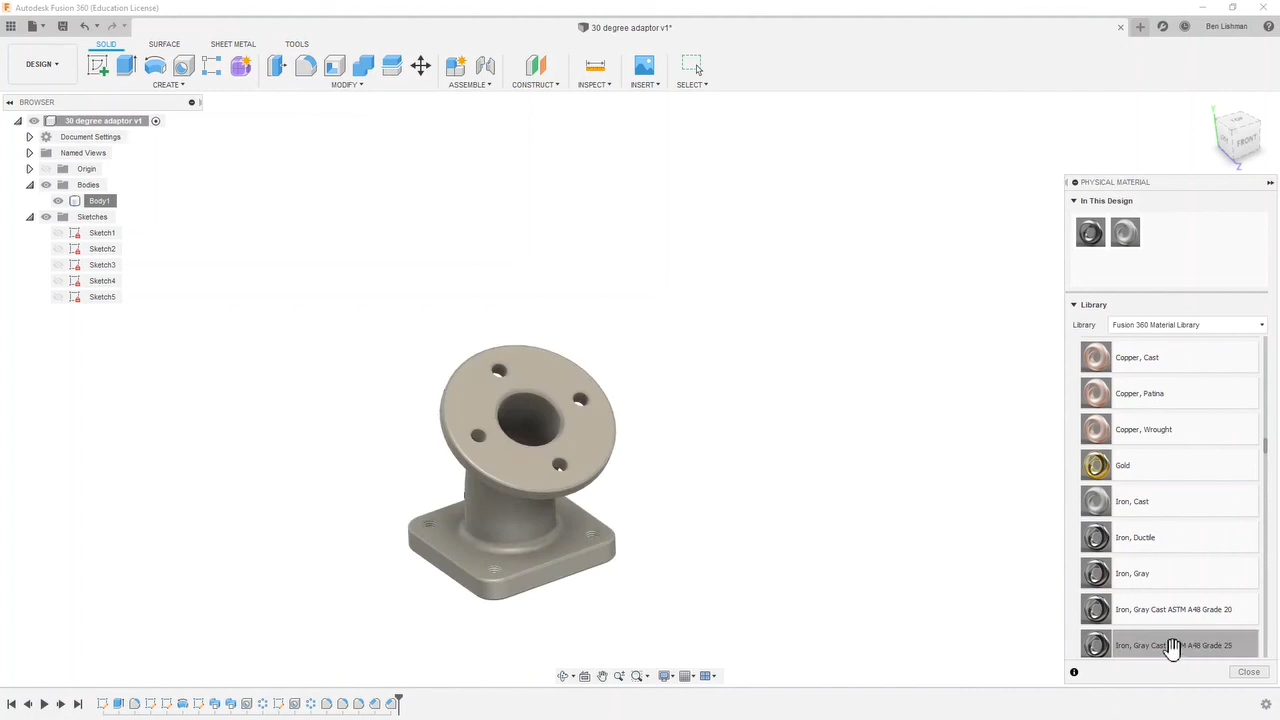 Autodesk Fusion 360 (Education License)
30 degree adaptor v1*
Ben Lishman
DESIGN
SOLID SURFACE SHEET METAL TOOLS
CREATE MODIFY ASSEMBLE CONSTRUCT INSPECT INSERT SELECT
BROWSER
30 degree adaptor v1
Document Settings
Named Views
Origin
Bodies
Body1
Sketches
Sketch1
Sketch2
Sketch3
Sketch4
Sketch5
TOP
FRONT
Y
Z
PHYSICAL MATERIAL
In This Design
Library
Library Fusion 360 Material Library
Copper, Cast
Copper, Patina
Copper, Wrought
Gold
Iron, Cast
Iron, Ductile
Iron, Gray
Iron, Gray Cast ASTM A48 Grade 20
Iron, Gray Cast A48 Grade 25
Close